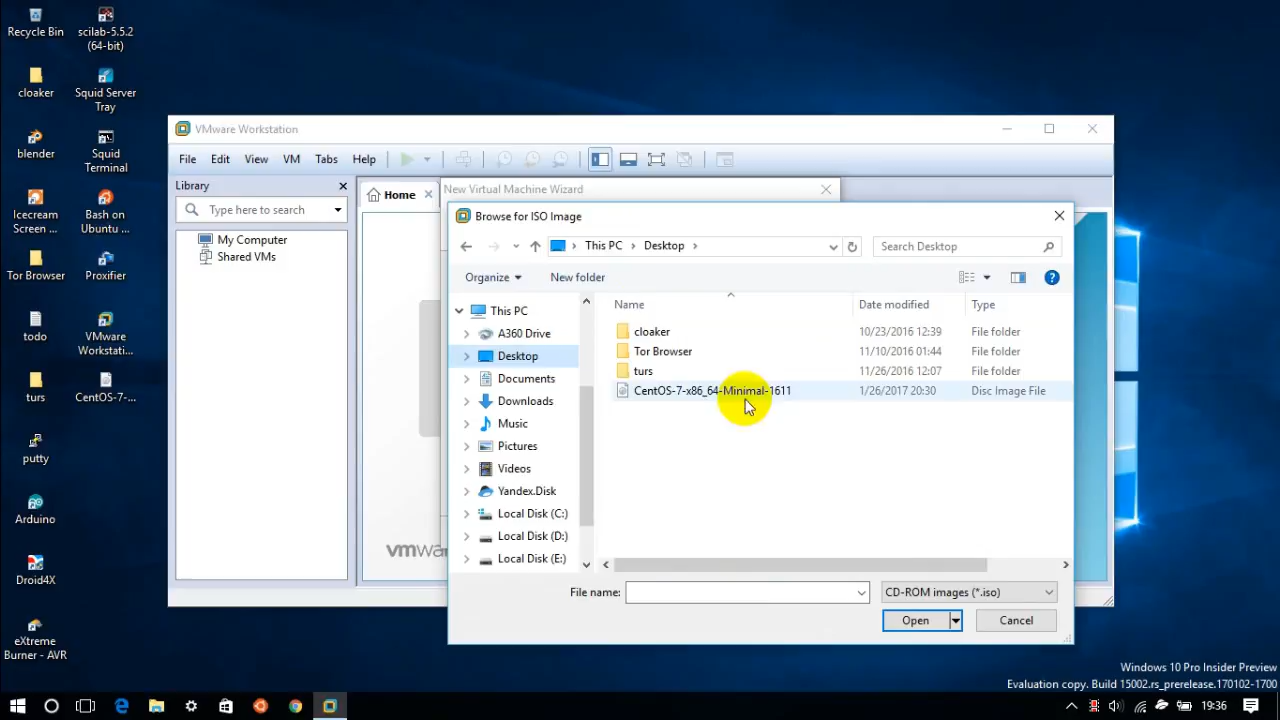 Recycle Bin
scilab-5.5.2
(64-bit)
cloaker
Squid Server
Tray
blender
Squid
Terminal
Icecream
Screen ...
Bash on
Ubuntu ...
Tor Browser
Proxifier
todo
VMware
Workstati...
turs
CentOS-7-...
putty
Arduino
Droid4X
eXtreme
Burner - AVR
VMware Workstation
File Edit View VM Tabs Help
Library
Type here to search
My Computer
Shared VMs
Home
New Virtual Machine Wizard
Browse for ISO Image
This PC Desktop
Search Desktop
Organize New folder
This PC
A360 Drive
Desktop
Documents
Downloads
Music
Pictures
Videos
Yandex.Disk
Local Disk (C:)
Local Disk (D:)
Local Disk (E:)
Name Date modified Type
cloaker 10/23/2016 12:39 File folder
Tor Browser 11/10/2016 01:44 File folder
turs 11/26/2016 12:07 File folder
CentOS-7-x86_64-Minimal-1611 1/26/2017 20:30 Disc Image File
File name:
CD-ROM images (*.iso)
Open Cancel
Windows 10 Pro Insider Preview
Evaluation copy. Build 15002.rs_prerelease.170102-1700
19:36